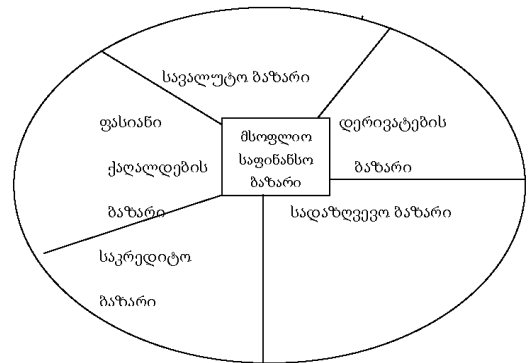 სავალუტო ბაზარი
ფასიანი
ქაღალდების
ბაზარი
მსოფლიო
საფინანსო
ბაზარი
დერივატების
ბაზარი
სადაზღვევო ბაზარი
საკრედიტო
ბაზარი